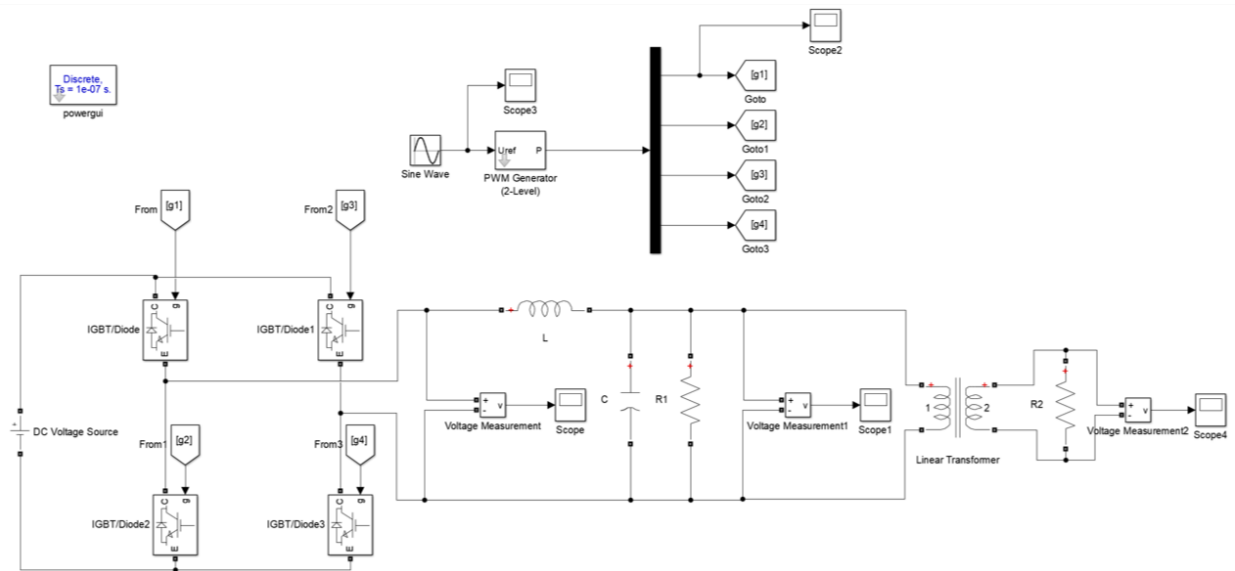 Scope2
Discrete,
Ts = 1e-07 s.
powergui
Scope3
[g1]
Goto
[g2]
Goto1
[g3]
Goto2
[g4]
Goto3
Sine Wave
Uref
P
PWM Generator
(2-Level)
From
[g1]
From2
[g3]
C
g
E
IGBT/Diode
C
g
E
IGBT/Diode1
+
L
+
-
v
Voltage Measurement
Scope
+
C
+
R1
+
-
v
Voltage Measurement1
Scope1
+
1
+
2
Linear Transformer
+
R2
+
-
v
Voltage Measurement2
Scope4
+
DC Voltage Source
From1
[g2]
From3
[g4]
C
g
E
IGBT/Diode2
C
g
E
IGBT/Diode3